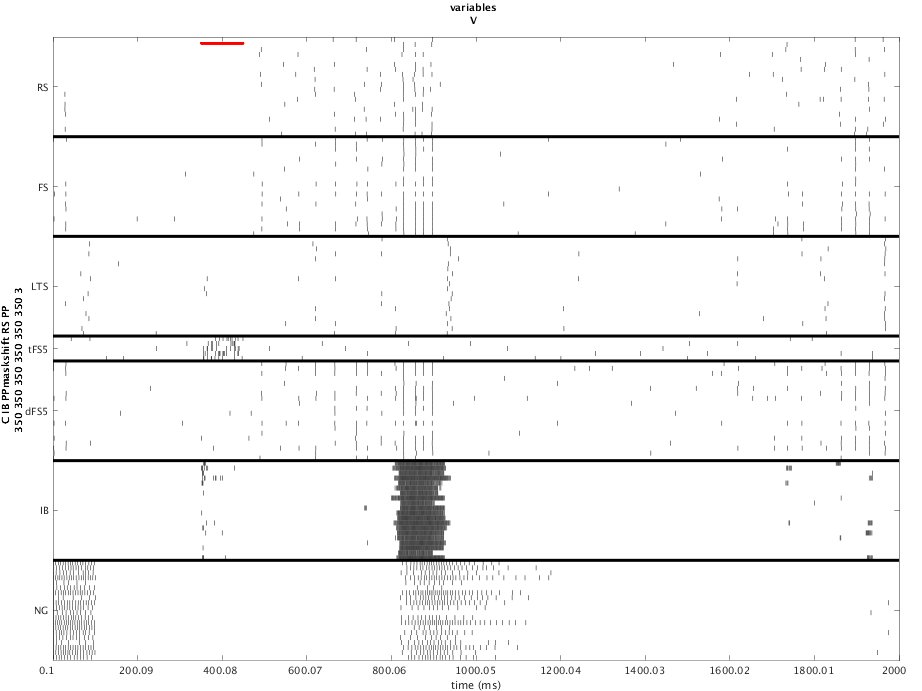 variables
V
RS
FS
LTS
tFS5
dFS5
IB
NG
C IB PPmaskshift RS PP
350 350 350 350 350 3
0.1 200.09 400.08 600.07 800.06 1000.05 1200.04 1400.03 1600.02 1800.01 2000
time (ms)